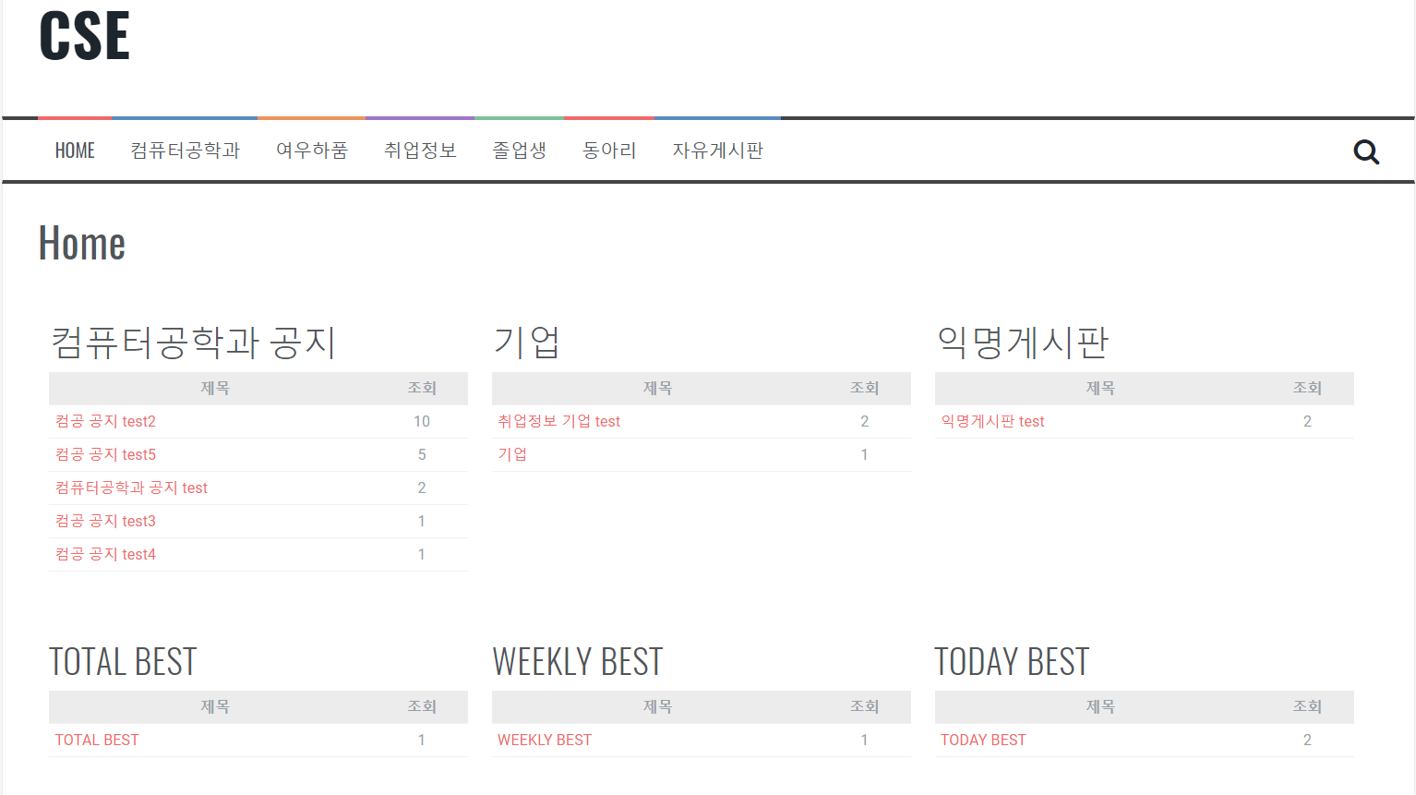 CSE
HOME 컴퓨터공학과 여우하품 취업정보 졸업생 동아리 자유게시판
Home
컴퓨터공학과 공지
제목 조회
컴공 공지 test2 10
컴공 공지 test5 5
컴퓨터공학과 공지 test 2
컴공 공지 test3 1
컴공 공지 test4 1
기업
제목 조회
취업정보 기업 test 2
기업 1
익명게시판
제목 조회
익명게시판 test 2
TOTAL BEST
제목 조회
TOTAL BEST 1
WEEKLY BEST
제목 조회
WEEKLY BEST 1
TODAY BEST
제목 조회
TODAY BEST 2